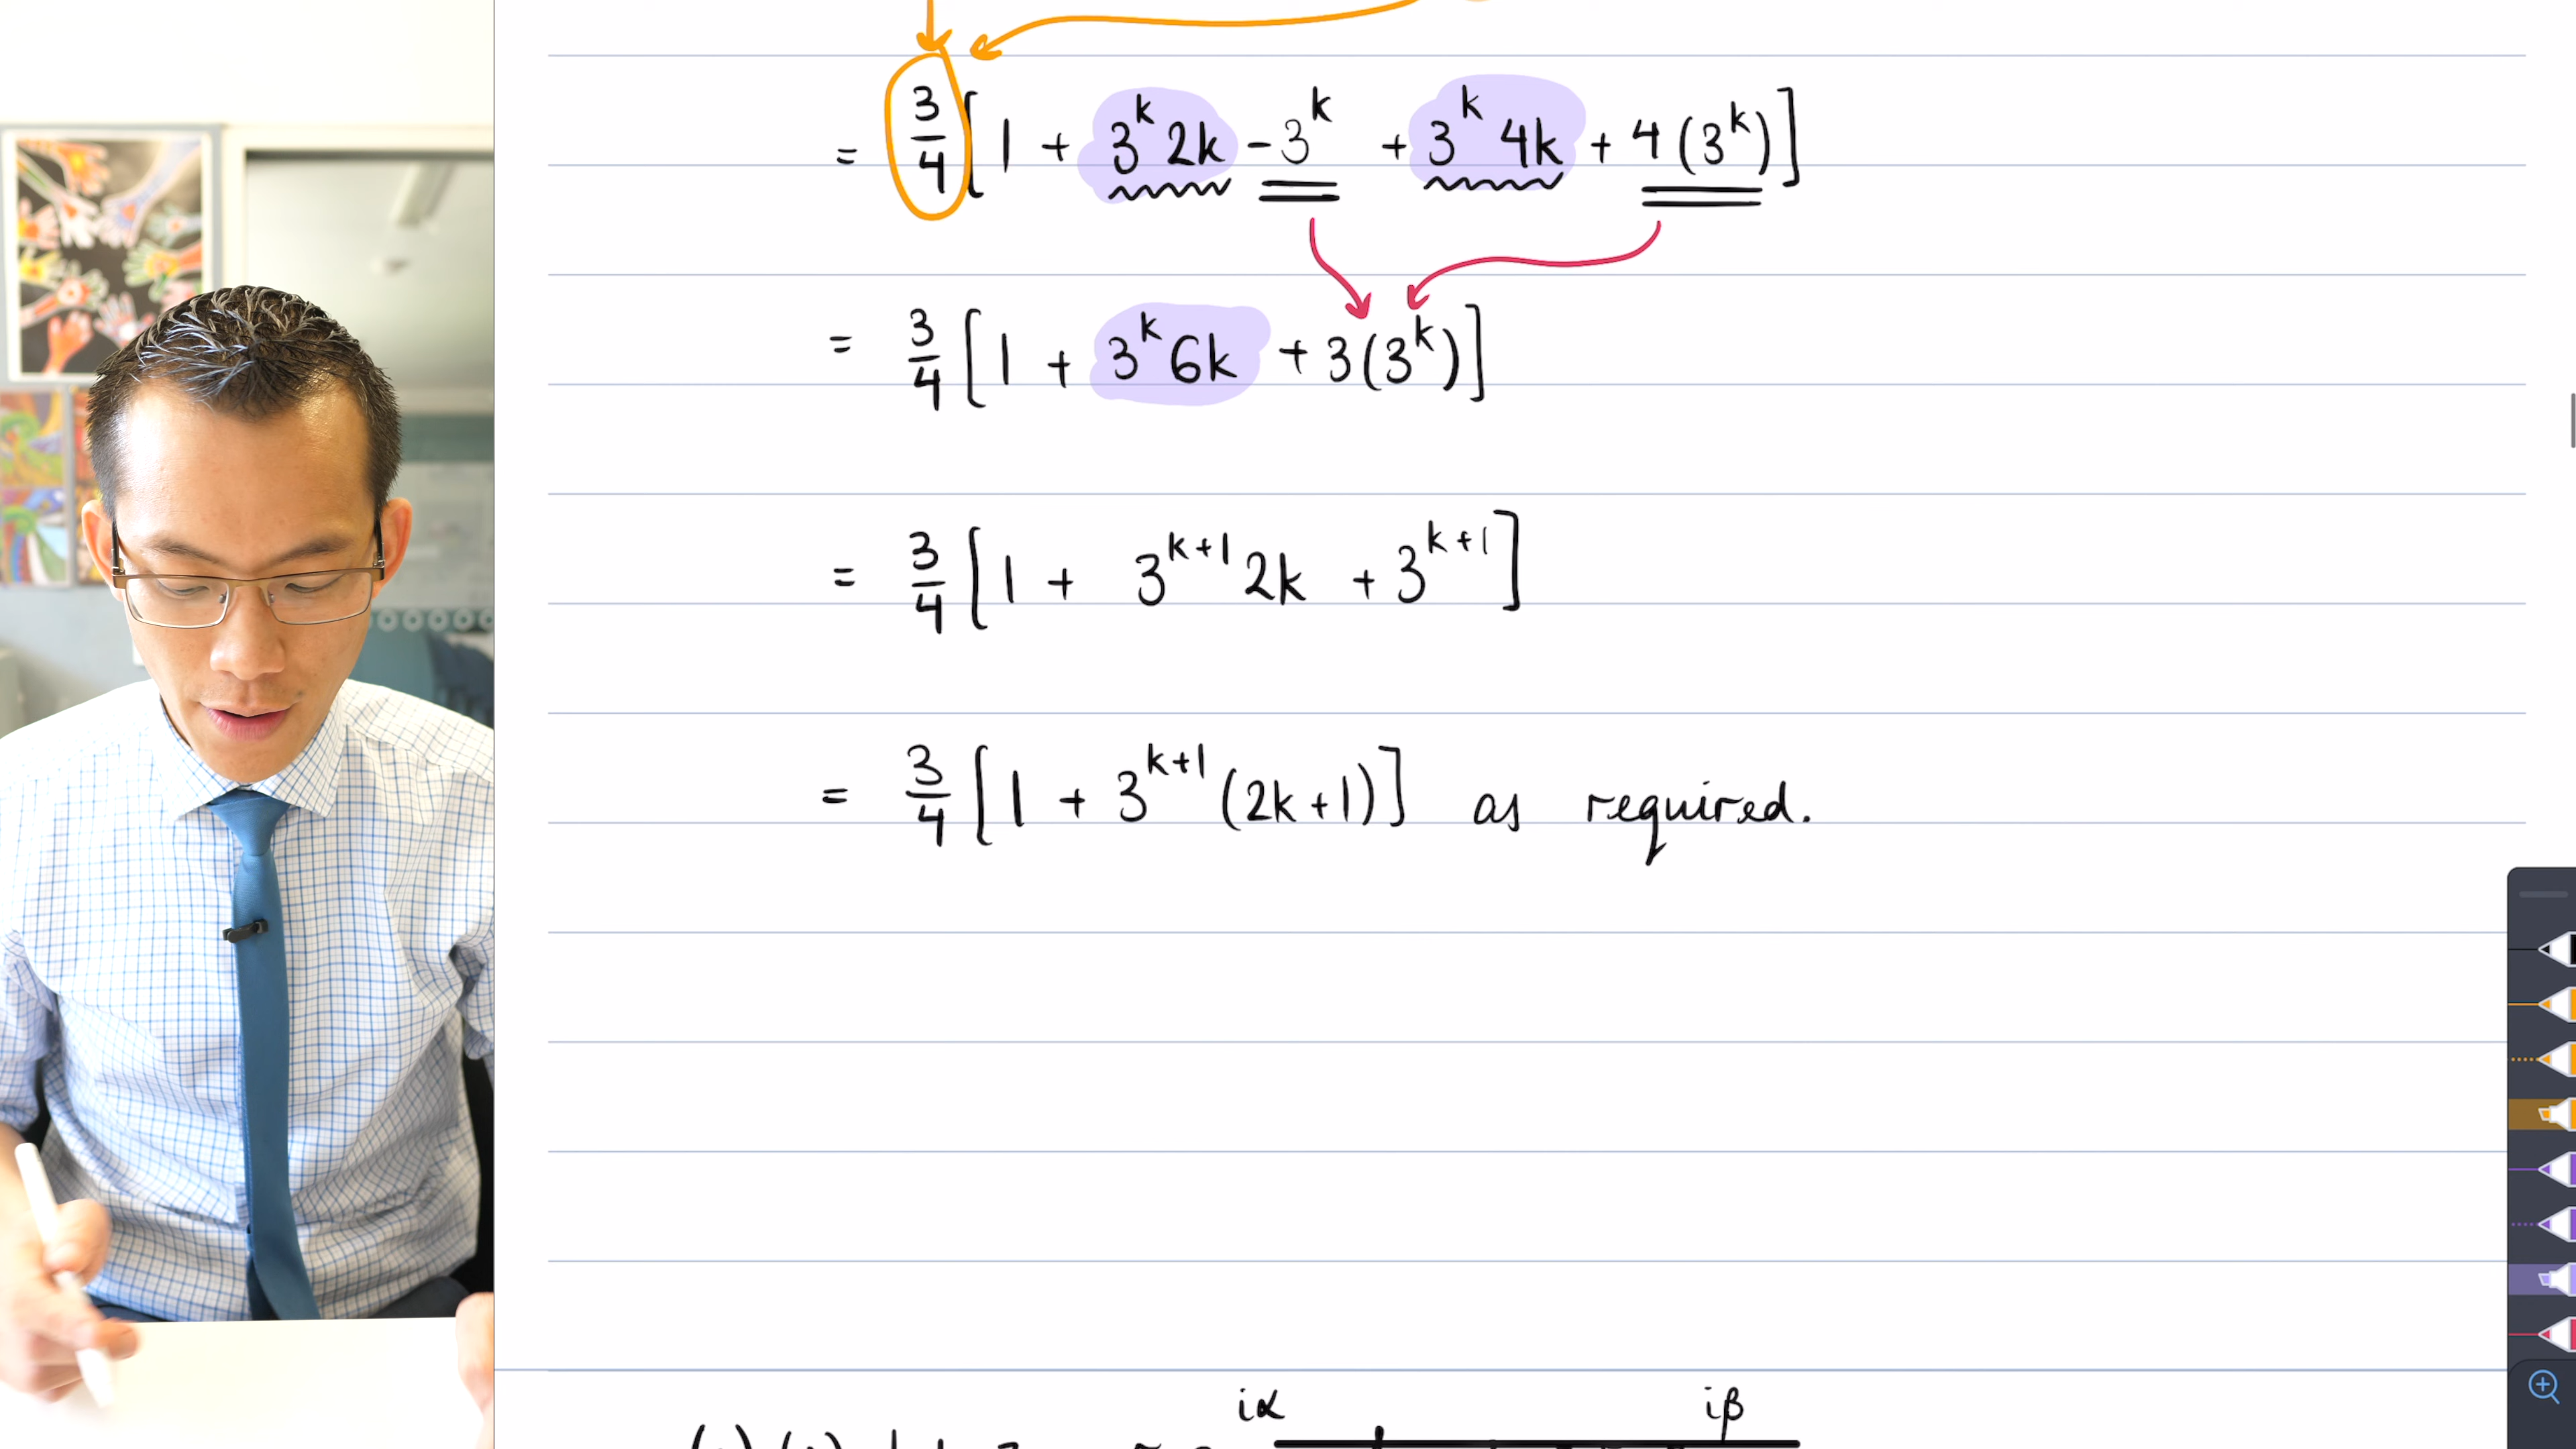 = 3/4 [ 1 + 3^k 2k - 3^k + 3^k 4k + 4(3^k) ]
= 3/4 [ 1 + 3^k 6k + 3(3^k) ]
= 3/4 [ 1 + 3^{k+1} 2k + 3^{k+1} ]
= 3/4 [ 1 + 3^{k+1} (2k+1) ] as required.
iα iβ